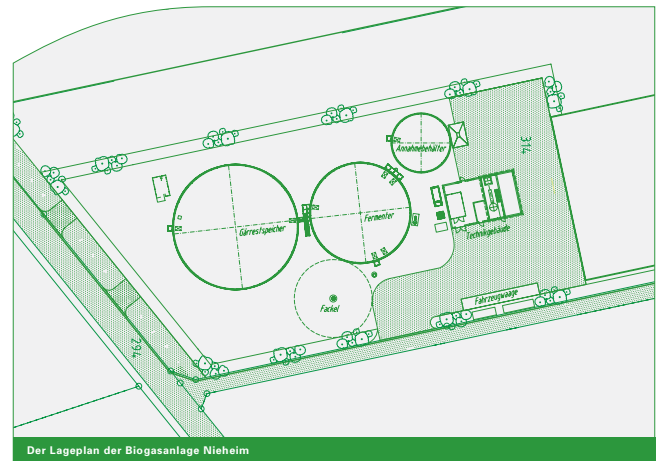 314
Annahmebehälter
Gärrestspeicher
Fermenter
Technikgebäude
Fahrzeugwaage
Fackel
294
Der Lageplan der Biogasanlage Nieheim